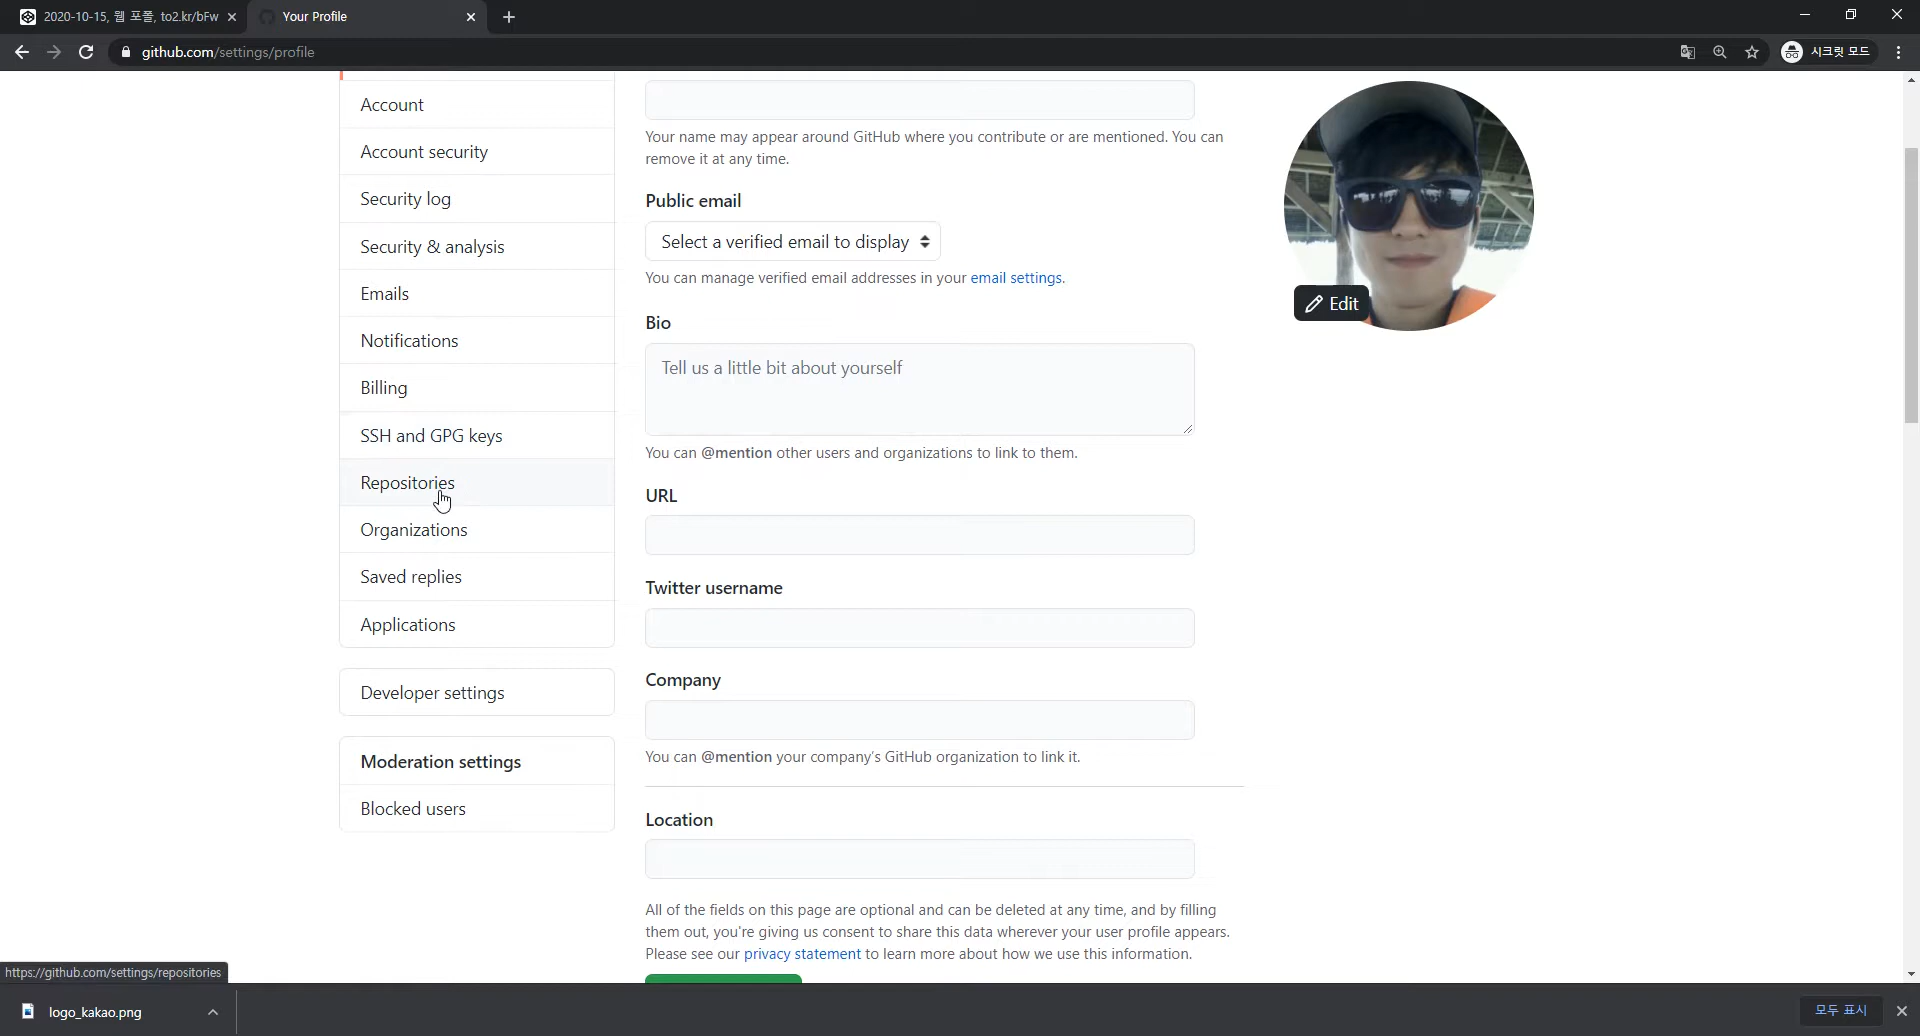 2020-10-15, 웹 포폴, to2.kr/bFw
Your Profile
github.com/settings/profile
시크릿 모드
Account
Account security
Security log
Security & analysis
Emails
Notifications
Billing
SSH and GPG keys
Repositories
Organizations
Saved replies
Applications
Developer settings
Moderation settings
Blocked users
Your name may appear around GitHub where you contribute or are mentioned. You can
remove it at any time.
Public email
Select a verified email to display
You can manage verified email addresses in your email settings.
Bio
Tell us a little bit about yourself
You can @mention other users and organizations to link to them.
URL
Twitter username
Company
You can @mention your company's GitHub organization to link it.
Location
All of the fields on this page are optional and can be deleted at any time, and by filling
them out, you're giving us consent to share this data wherever your user profile appears.
Please see our privacy statement to learn more about how we use this information.
Edit
https://github.com/settings/repositories
logo_kakao.png
모두 표시